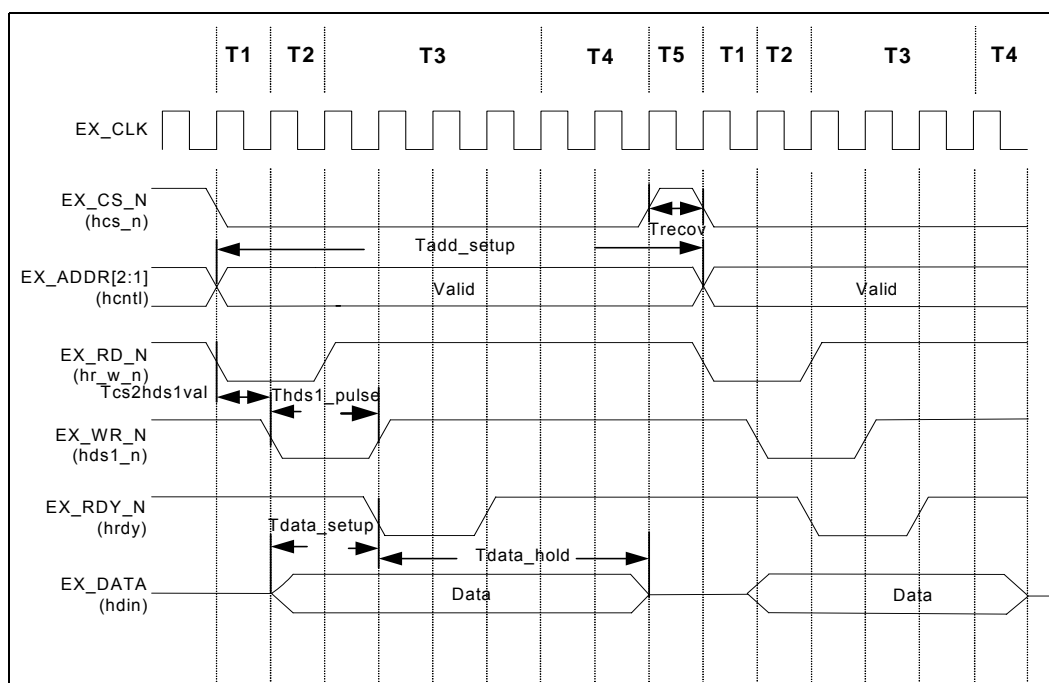 T1 T2 T3 T4 T5 T1 T2 T3 T4
EX_CLK
EX_CS_N
(hcs_n)
Trecov
Tadd_setup
EX_ADDR[2:1]
(hcntl)
Valid Valid
EX_RD_N
(hr_w_n)
Tcs2hds1val Thds1_pulse
EX_WR_N
(hds1_n)
EX_RDY_N
(hrdy)
Tdata_setup
Tdata_hold
EX_DATA
(hdin)
Data Data